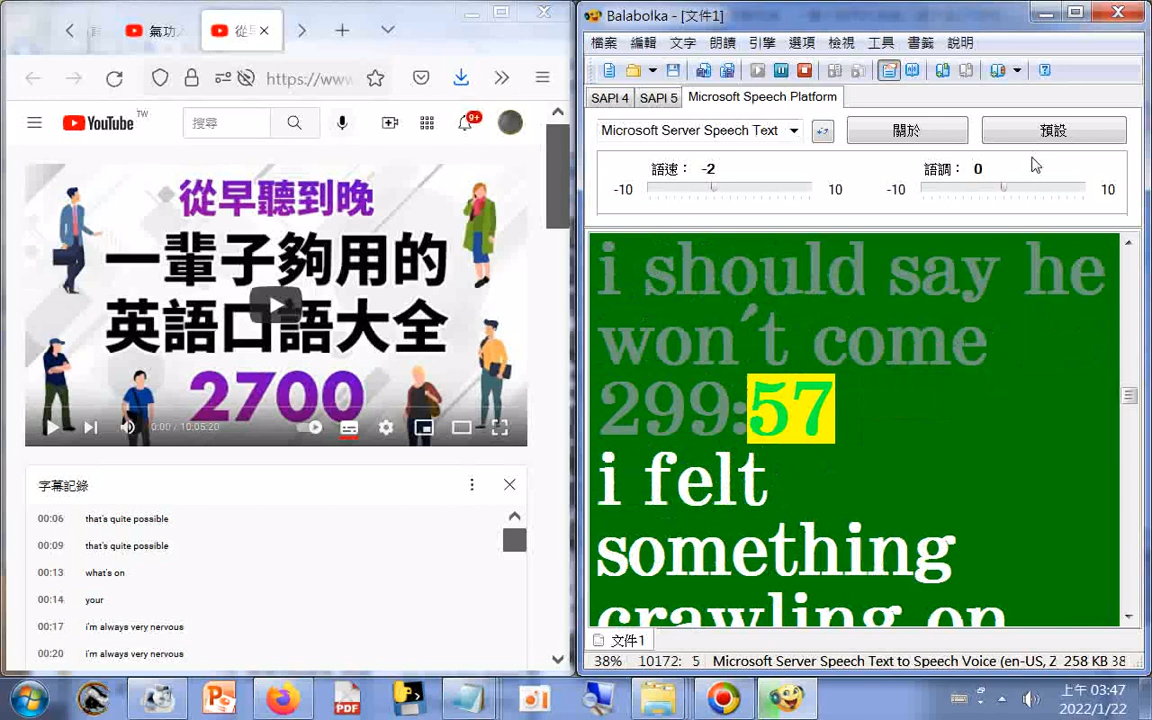 氣功
從
https://www
YouTube TW
搜尋
9+
從早聽到晚
一輩子夠用的
英語口語大全
2700
0:00 / 10:05:20
字幕記錄
00:06 that's quite possible
00:09 that's quite possible
00:13 what's on
00:14 your
00:17 i'm always very nervous
00:20 i'm always very nervous
Balabolka - [文件1]
檔案 編輯 文字 朗讀 引擎 選項 檢視 工具 書籤 說明
SAPI 4 SAPI 5 Microsoft Speech Platform
Microsoft Server Speech Text 關於 預設
語速： -2 語調： 0
-10 10 -10 10
i should say he
won´t come
299:57
i felt
something
crawling on
文件1
38% 10172: 5 Microsoft Server Speech Text to Speech Voice (en-US, Z 258 KB 38
PDF
上午 03:47
2022/1/22